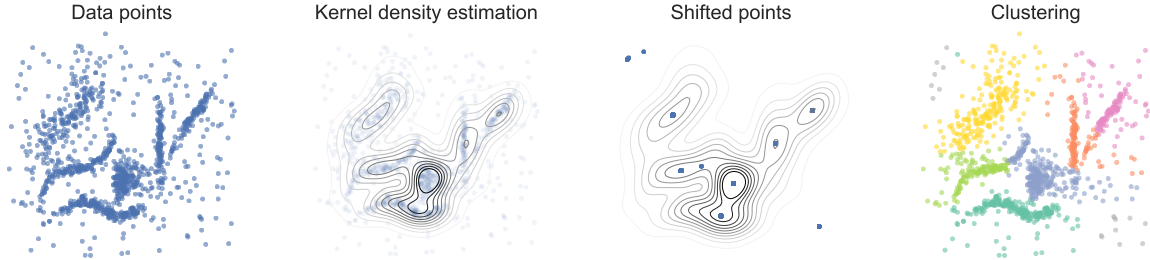 Data points
Kernel density estimation
Shifted points
Clustering